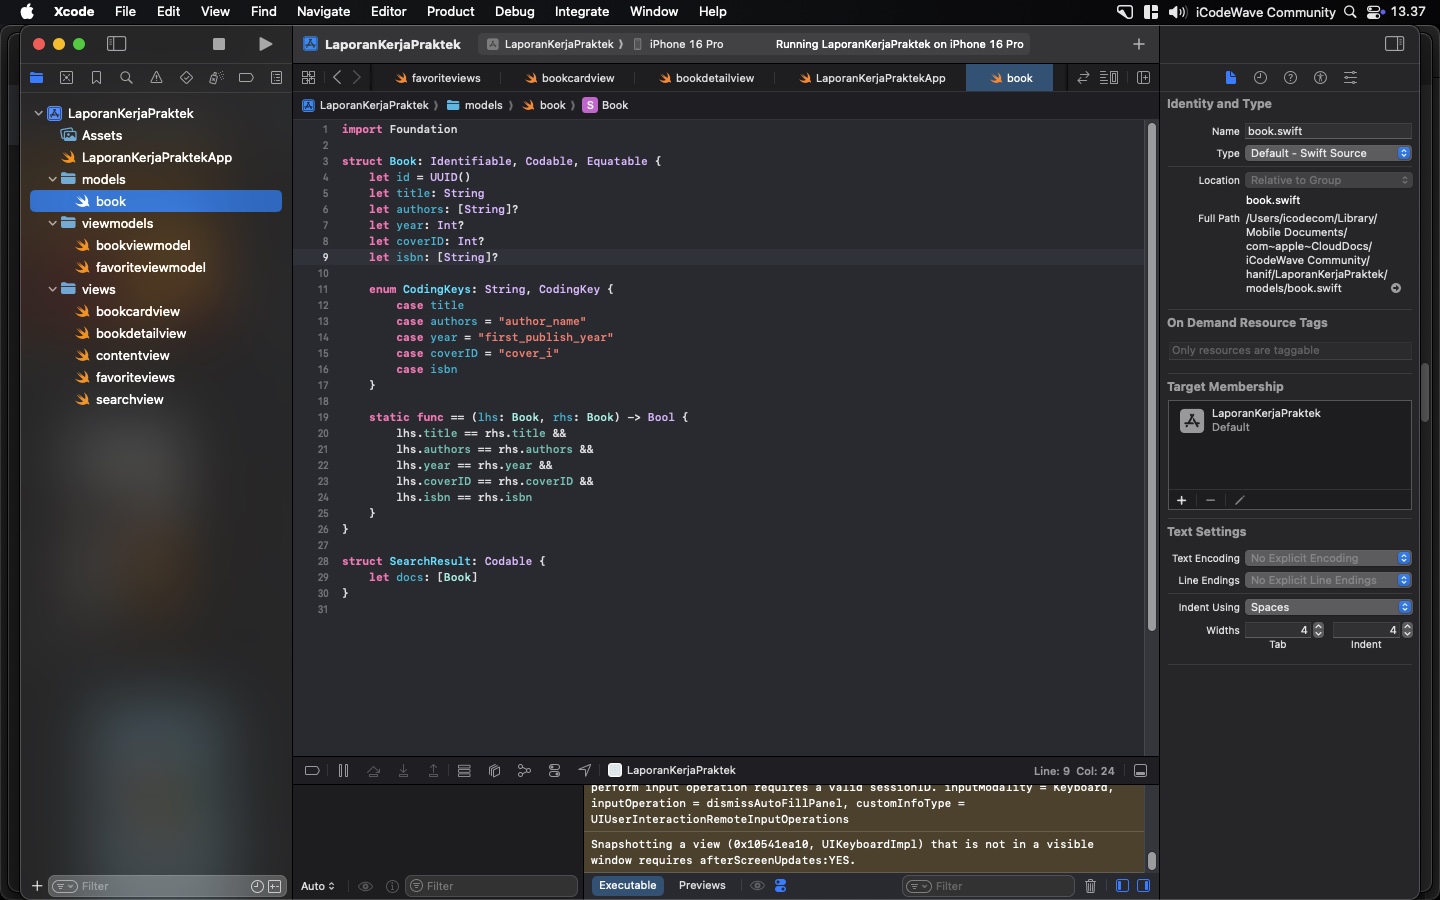 Xcode File Edit View Find Navigate Editor Product Debug Integrate Window Help iCodeWave Community 13.37
LaporanKerjaPraktek LaporanKerjaPraktek iPhone 16 Pro Running LaporanKerjaPraktek on iPhone 16 Pro
favoriteviews bookcardview bookdetailview LaporanKerjaPraktekApp book
LaporanKerjaPraktek models book S Book
LaporanKerjaPraktek
Assets
LaporanKerjaPraktekApp
models
book
viewmodels
bookviewmodel
favoriteviewmodel
views
bookcardview
bookdetailview
contentview
favoriteviews
searchview
Filter
1 import Foundation
2
3 struct Book: Identifiable, Codable, Equatable {
4 let id = UUID()
5 let title: String
6 let authors: [String]?
7 let year: Int?
8 let coverID: Int?
9 let isbn: [String]?
10
11 enum CodingKeys: String, CodingKey {
12 case title
13 case authors = "author_name"
14 case year = "first_publish_year"
15 case coverID = "cover_i"
16 case isbn
17 }
18
19 static func == (lhs: Book, rhs: Book) -> Bool {
20 lhs.title == rhs.title &&
21 lhs.authors == rhs.authors &&
22 lhs.year == rhs.year &&
23 lhs.coverID == rhs.coverID &&
24 lhs.isbn == rhs.isbn
25 }
26 }
27
28 struct SearchResult: Codable {
29 let docs: [Book]
30 }
31
LaporanKerjaPraktek Line: 9 Col: 24
perform input operation requires a valid sessionID. inputModality = Keyboard,
inputOperation = dismissAutoFillPanel, customInfoType =
UIUserInteractionRemoteInputOperations
Snapshotting a view (0x10541ea10, UIKeyboardImpl) that is not in a visible
window requires afterScreenUpdates:YES.
Auto Filter Executable Previews Filter
Identity and Type
Name book.swift
Type Default - Swift Source
Location Relative to Group
book.swift
Full Path /Users/icodecom/Library/
Mobile Documents/
com~apple~CloudDocs/
iCodeWave Community/
hanif/LaporanKerjaPraktek/
models/book.swift
On Demand Resource Tags
Only resources are taggable
Target Membership
LaporanKerjaPraktek
Default
Text Settings
Text Encoding No Explicit Encoding
Line Endings No Explicit Line Endings
Indent Using Spaces
Widths 4 4
Tab Indent